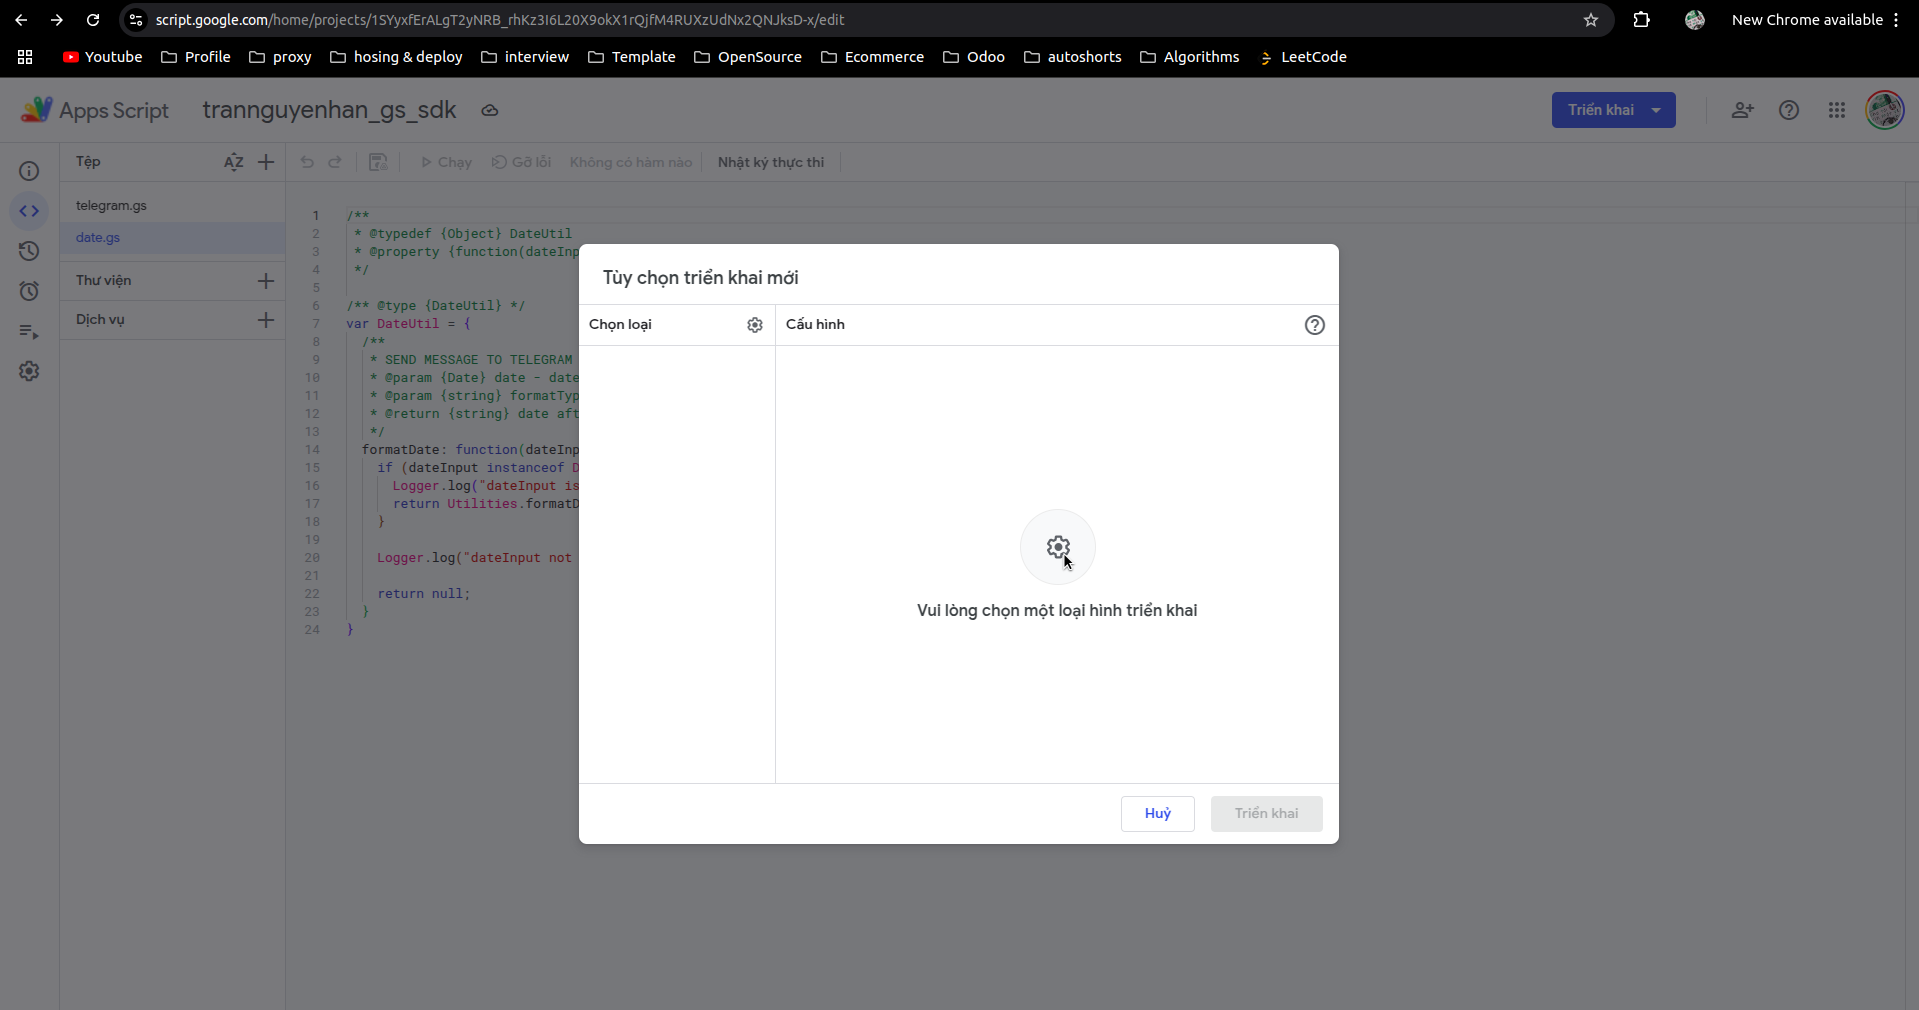 script.google.com/home/projects/1SYyxfErALgT2yNRB_rhKz3I6L20X9okX1rQjfM4RUXzUdNx2QNJksD-x/edit
New Chrome available
Youtube Profile proxy hosing & deploy interview Template OpenSource Ecommerce Odoo autoshorts Algorithms LeetCode
Apps Script trannguyenhan_gs_sdk Triển khai
Tệp
AZ
Chạy Gỡ lỗi Không có hàm nào Nhật ký thực thi
telegram.gs
date.gs
Thư viện
Dịch vụ
1 /**
2 * @typedef {Object} DateUtil
3 * @property {function(dateInp
4 */
5
6 /** @type {DateUtil} */
7 var DateUtil = {
8 /**
9 * SEND MESSAGE TO TELEGRAM
10 * @param {Date} date - date
11 * @param {string} formatTyp
12 * @return {string} date aft
13 */
14 formatDate: function(dateInp
15 if (dateInput instanceof D
16 Logger.log("dateInput is
17 return Utilities.formatD
18 }
19
20 Logger.log("dateInput not
21
22 return null;
23 }
24 }
Tùy chọn triển khai mới
Chọn loại
Cấu hình
Vui lòng chọn một loại hình triển khai
Huỷ
Triển khai